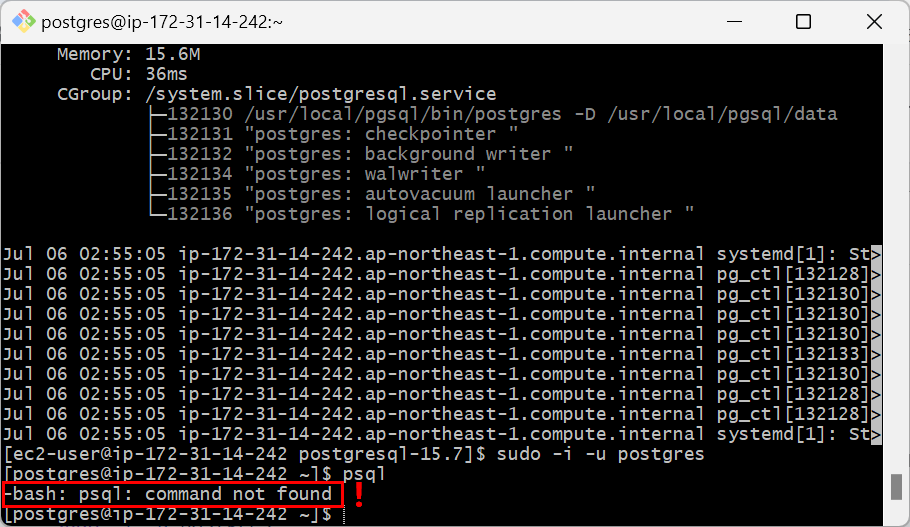 postgres@ip-172-31-14-242:~
Memory: 15.6M
CPU: 36ms
CGroup: /system.slice/postgresql.service
├─132130 /usr/local/pgsql/bin/postgres -D /usr/local/pgsql/data
├─132131 "postgres: checkpointer "
├─132132 "postgres: background writer "
├─132134 "postgres: walwriter "
├─132135 "postgres: autovacuum launcher "
└─132136 "postgres: logical replication launcher "
Jul 06 02:55:05 ip-172-31-14-242.ap-northeast-1.compute.internal systemd[1]: St>
Jul 06 02:55:05 ip-172-31-14-242.ap-northeast-1.compute.internal pg_ctl[132128]>
Jul 06 02:55:05 ip-172-31-14-242.ap-northeast-1.compute.internal pg_ctl[132130]>
Jul 06 02:55:05 ip-172-31-14-242.ap-northeast-1.compute.internal pg_ctl[132130]>
Jul 06 02:55:05 ip-172-31-14-242.ap-northeast-1.compute.internal pg_ctl[132130]>
Jul 06 02:55:05 ip-172-31-14-242.ap-northeast-1.compute.internal pg_ctl[132133]>
Jul 06 02:55:05 ip-172-31-14-242.ap-northeast-1.compute.internal pg_ctl[132130]>
Jul 06 02:55:05 ip-172-31-14-242.ap-northeast-1.compute.internal pg_ctl[132128]>
Jul 06 02:55:05 ip-172-31-14-242.ap-northeast-1.compute.internal pg_ctl[132128]>
Jul 06 02:55:05 ip-172-31-14-242.ap-northeast-1.compute.internal systemd[1]: St>
[ec2-user@ip-172-31-14-242 postgresql-15.7]$ sudo -i -u postgres
[postgres@ip-172-31-14-242 ~]$ psql
-bash: psql: command not found !
[postgres@ip-172-31-14-242 ~]$